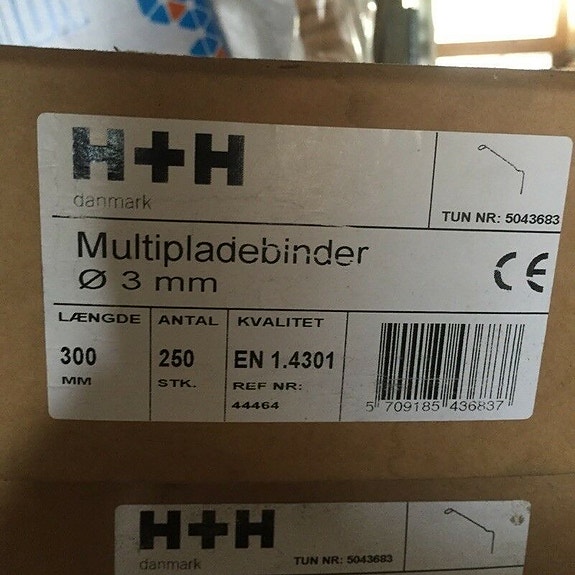 H+H
danmark
TUN NR: 5043683
Multipladebinder
Ø 3 mm
CE
LÆNGDE
300
MM
ANTAL
250
STK.
KVALITET
EN 1.4301
REF NR:
44464
5 709185 436837
H+H
danmark
TUN NR: 5043683